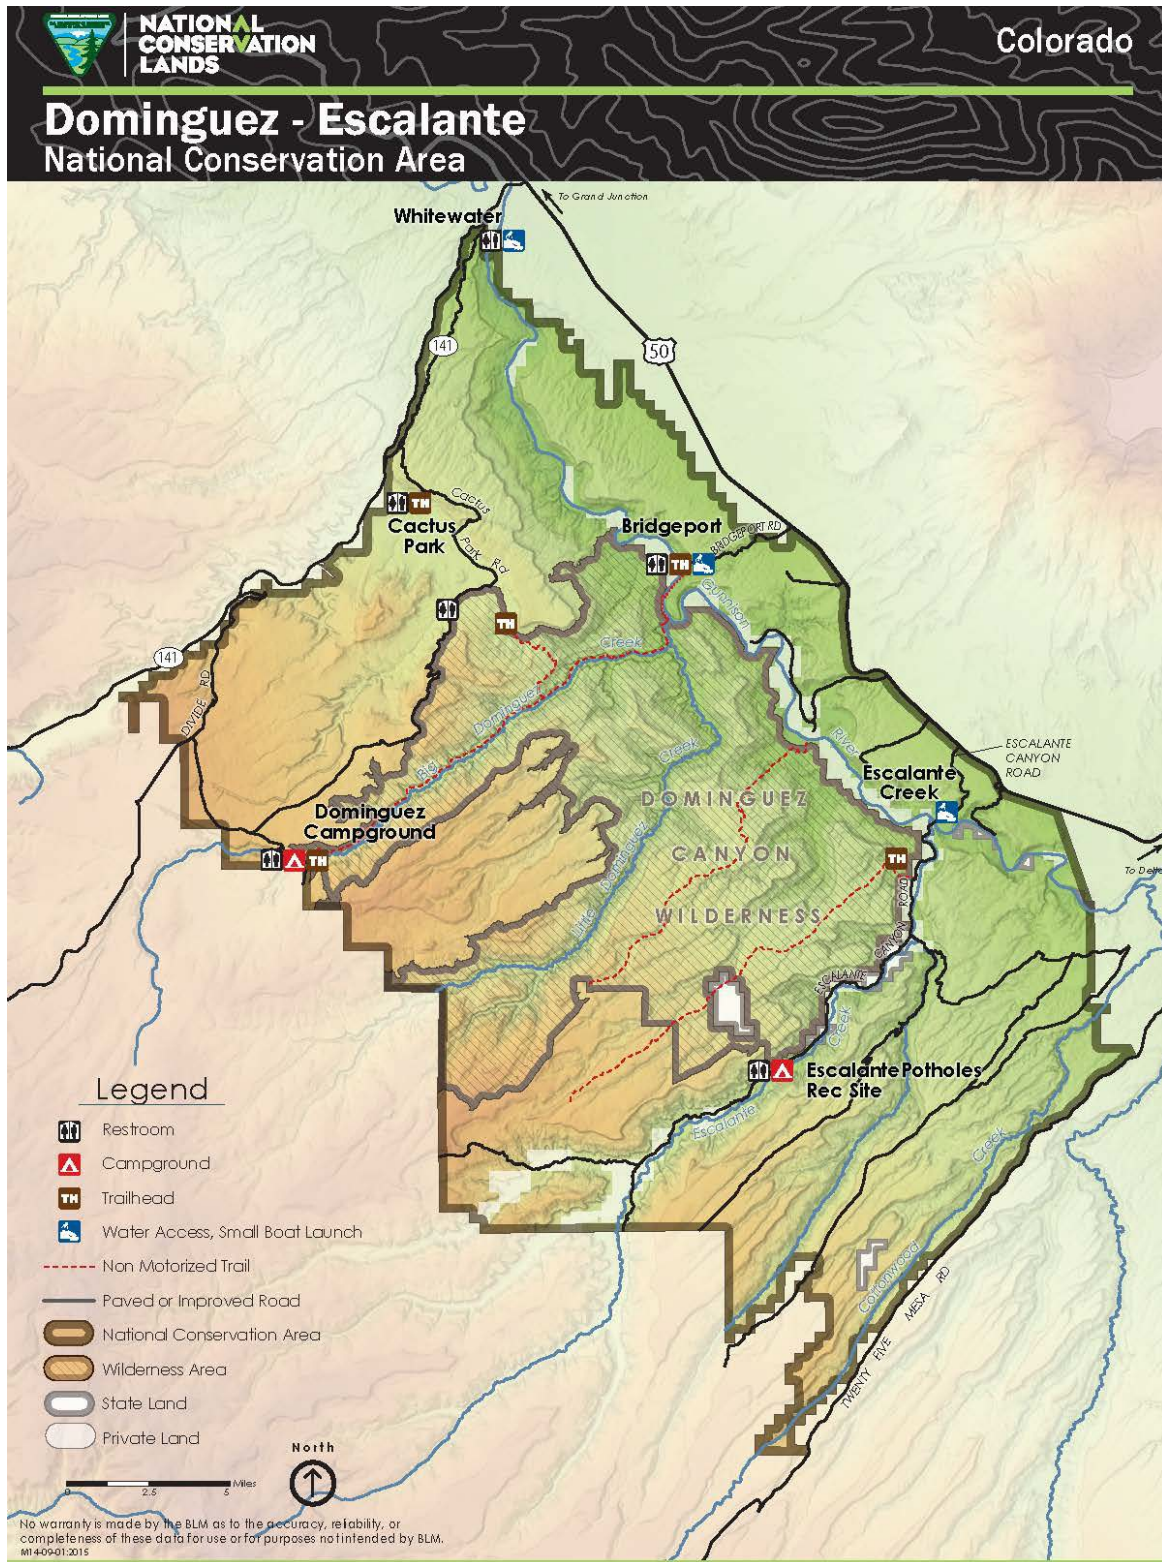 NATIONAL
CONSERVATION
LANDS
Colorado
Dominguez - Escalante
National Conservation Area
To Grand Junction
Whitewater
141
50
Cactus
Park Rd
Cactus
Park
Bridgeport
BRIDGEPORT RD
TH
TH
Gunnison
TH
Creek
141
DIVIDE RD
Dominguez
Big
Creek
River
ESCALANTE
CANYON
ROAD
Escalante
Creek
DOMINGUEZ
Dominguez
Campground
TH
CANYON
TH
Little Dominguez
WILDERNESS
ESCALANTE CANYON ROAD
Creek
Escalante Potholes
Rec Site
Escalante
Creek
Cottonwood
TWENTY FIVE MESA RD
Legend
Restroom
Campground
TH Trailhead
Water Access, Small Boat Launch
Non Motorized Trail
Paved or Improved Road
National Conservation Area
Wilderness Area
State Land
Private Land
North
0 2.5 5 Miles
No warranty is made by the BLM as to the accuracy, reliability, or
completeness of these data for use or for purposes not intended by BLM.
M14-09-01:2015